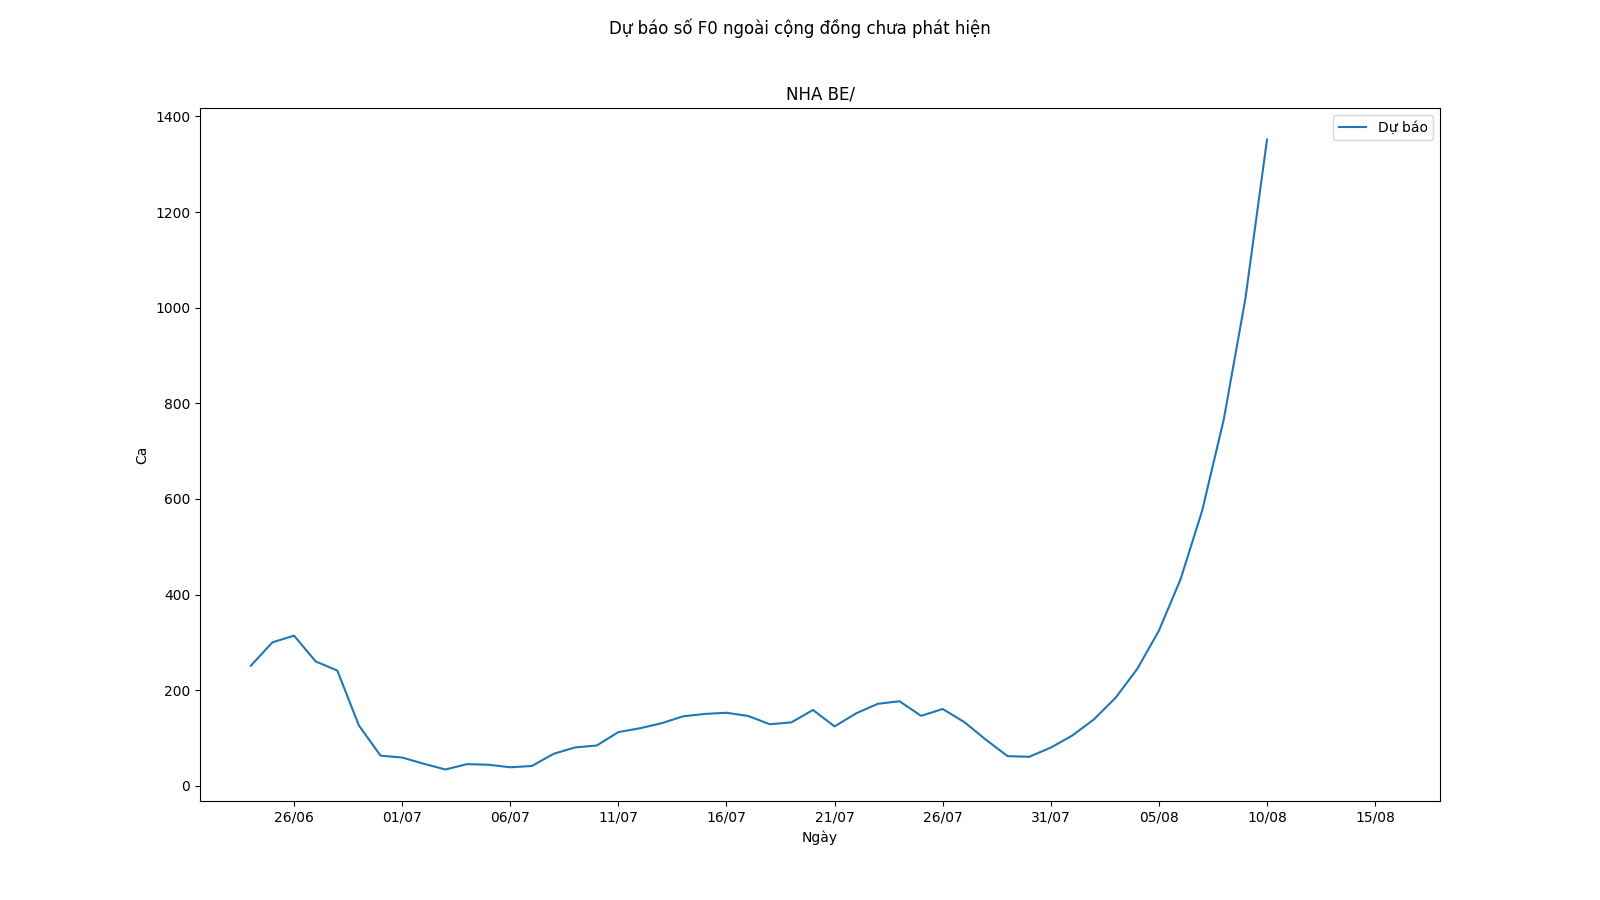 Dự báo số F0 ngoài cộng đồng chưa phát hiện
NHA BE/
Dự báo
1400
1200
1000
800
600
400
200
0
Ca
26/06 01/07 06/07 11/07 16/07 21/07 26/07 31/07 05/08 10/08 15/08
Ngày